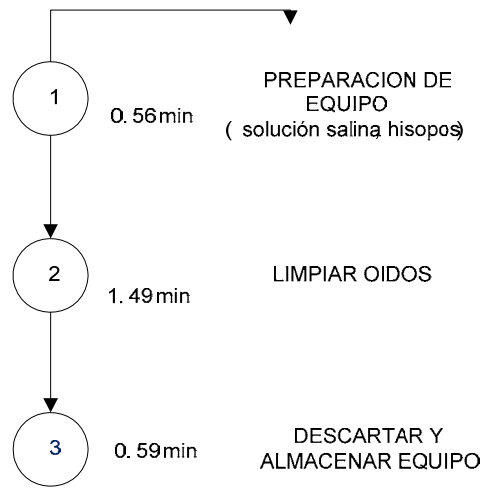 1
0.56min
PREPARACION DE
EQUIPO
( solución salina, hisopos)
2
1.49min
LIMPIAR OIDOS
3
0.59min
DESCARTAR Y
ALMACENAR EQUIPO